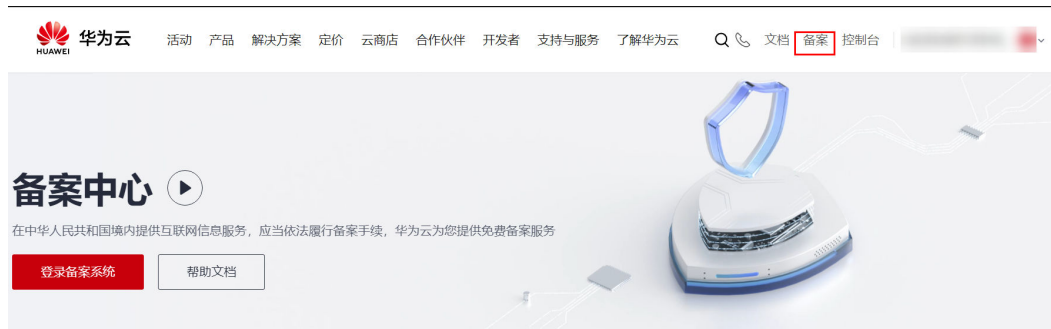 HUAWEI 华为云 活动 产品 解决方案 定价 云商店 合作伙伴 开发者 支持与服务 了解华为云 文档 备案 控制台
备案中心
在中华人民共和国境内提供互联网信息服务，应当依法履行备案手续，华为云为您提供免费备案服务
登录备案系统 帮助文档